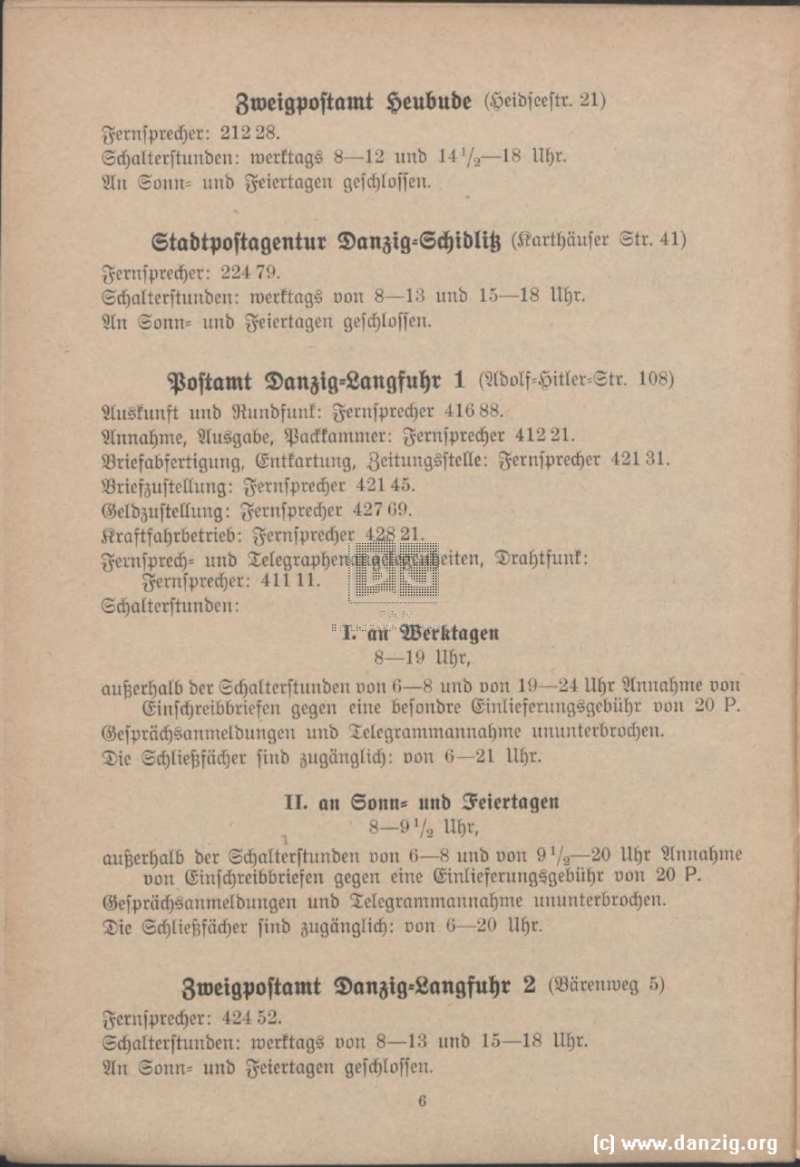 Zweigpostamt Heubude (Heidseestr. 21)
Fernsprecher: 212 28.
Schalterstunden: werktags 8—12 und 14 1/2—18 Uhr.
An Sonn- und Feiertagen geschlossen.
Stadtpostagentur Danzig-Schidlitz (Karthäuser Str. 41)
Fernsprecher: 224 79.
Schalterstunden: werktags von 8—13 und 15—18 Uhr.
An Sonn- und Feiertagen geschlossen.
Postamt Danzig-Langfuhr 1 (Adolf-Hitler-Str. 108)
Auskunft und Rundfunk: Fernsprecher 416 88.
Annahme, Ausgabe, Packkammer: Fernsprecher 412 21.
Briefabfertigung, Entkartung, Zeitungsstelle: Fernsprecher 421 31.
Briefzustellung: Fernsprecher 421 45.
Geldzustellung: Fernsprecher 427 69.
Kraftfahrbetrieb: Fernsprecher 428 21.
Fernsprech- und Telegraphenangelegenheiten, Drahtfunk:
Fernsprecher: 411 11.
Schalterstunden:
I. an Werktagen
8—19 Uhr,
außerhalb der Schalterstunden von 6—8 und von 19—24 Uhr Annahme von
Einschreibbriefen gegen eine besondre Einlieferungsgebühr von 20 P.
Gesprächsanmeldungen und Telegrammannahme ununterbrochen.
Die Schließfächer sind zugänglich: von 6—21 Uhr.
II. an Sonn- und Feiertagen
8—9 1/2 Uhr,
außerhalb der Schalterstunden von 6—8 und von 9 1/2—20 Uhr Annahme
von Einschreibbriefen gegen eine Einlieferungsgebühr von 20 P.
Gesprächsanmeldungen und Telegrammannahme ununterbrochen.
Die Schließfächer sind zugänglich: von 6—20 Uhr.
Zweigpostamt Danzig-Langfuhr 2 (Bärenweg 5)
Fernsprecher: 424 52.
Schalterstunden: werktags von 8—13 und 15—18 Uhr.
An Sonn- und Feiertagen geschlossen.
6
(c) www.danzig.org